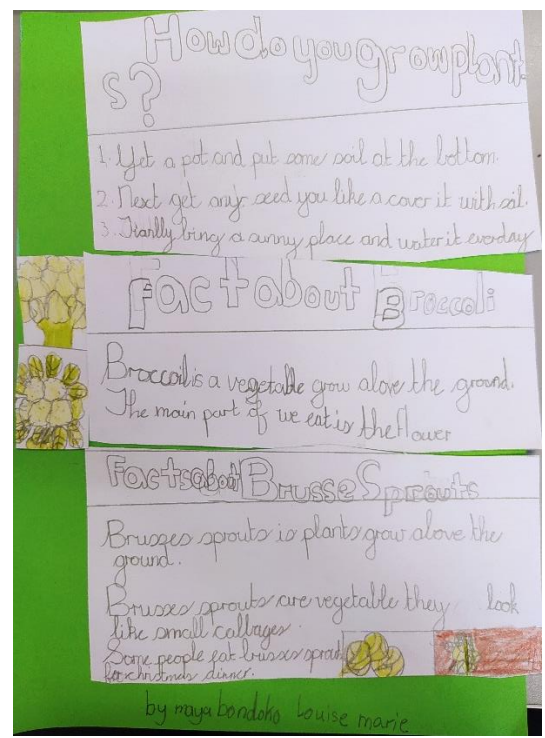 How do you grow plant
s?
1. Get a pot and put some soil at the bottom.
2. Next get any seed you like a cover it with soil.
3. Finally bring a sunny place and water it everday
Fact about Broccoli
Broccoil is a vegetable grow above the ground.
The main part of we eat is the flower
Facts about Brusse Sprouts
Brusses sprouts is plants grow above the
ground.
Brusses sprouts are vegetable they look
like small cabbages.
Some people eat brusses sprout
for christmas dinner.
by maya bondoko Louise marie